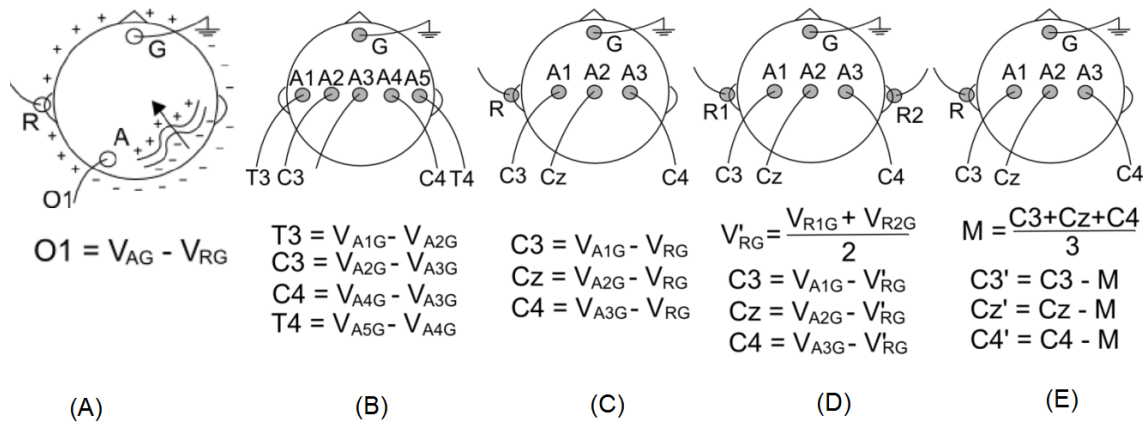 G
R
A
O1
+ + + + + + + + + + + +
- - - - - - - - - - - -
O1 = VAG - VRG
(A)
G
A1 A2 A3 A4 A5
T3 C3 C4 T4
T3 = VA1G - VA2G
C3 = VA2G - VA3G
C4 = VA4G - VA3G
T4 = VA5G - VA4G
(B)
G
A1 A2 A3
R
C3 Cz C4
C3 = VA1G - VRG
Cz = VA2G - VRG
C4 = VA3G - VRG
(C)
G
A1 A2 A3
R1 R2
C3 Cz C4
V'RG = VR1G + VR2G
2
C3 = VA1G - V'RG
Cz = VA2G - V'RG
C4 = VA3G - V'RG
(D)
G
A1 A2 A3
R
C3 Cz C4
M = C3+Cz+C4
3
C3' = C3 - M
Cz' = Cz - M
C4' = C4 - M
(E)